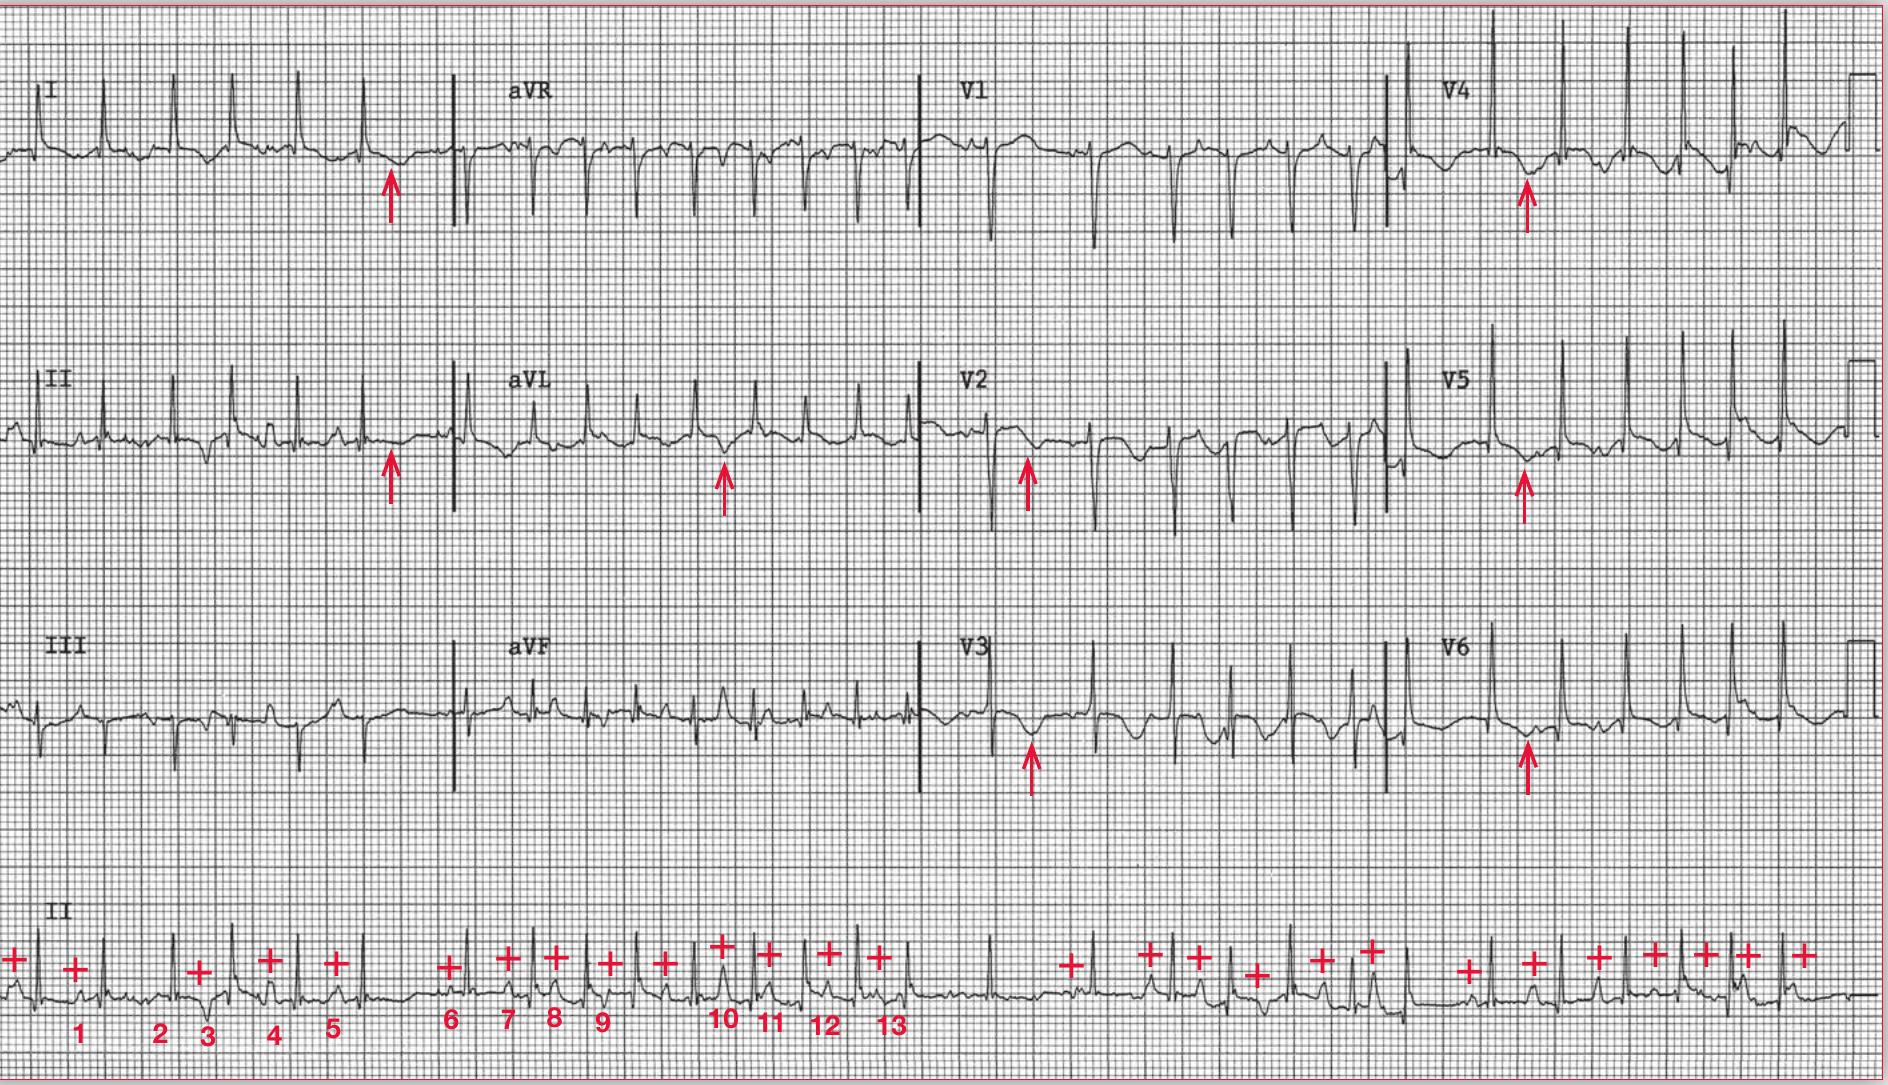 I aVR V1 V4
II aVL V2 V5
III aVF V3 V6
II
+ + + + + + + + + + + + + + + + + + + + + + + + + + + + +
1 2 3 4 5 6 7 8 9 10 11 12 13